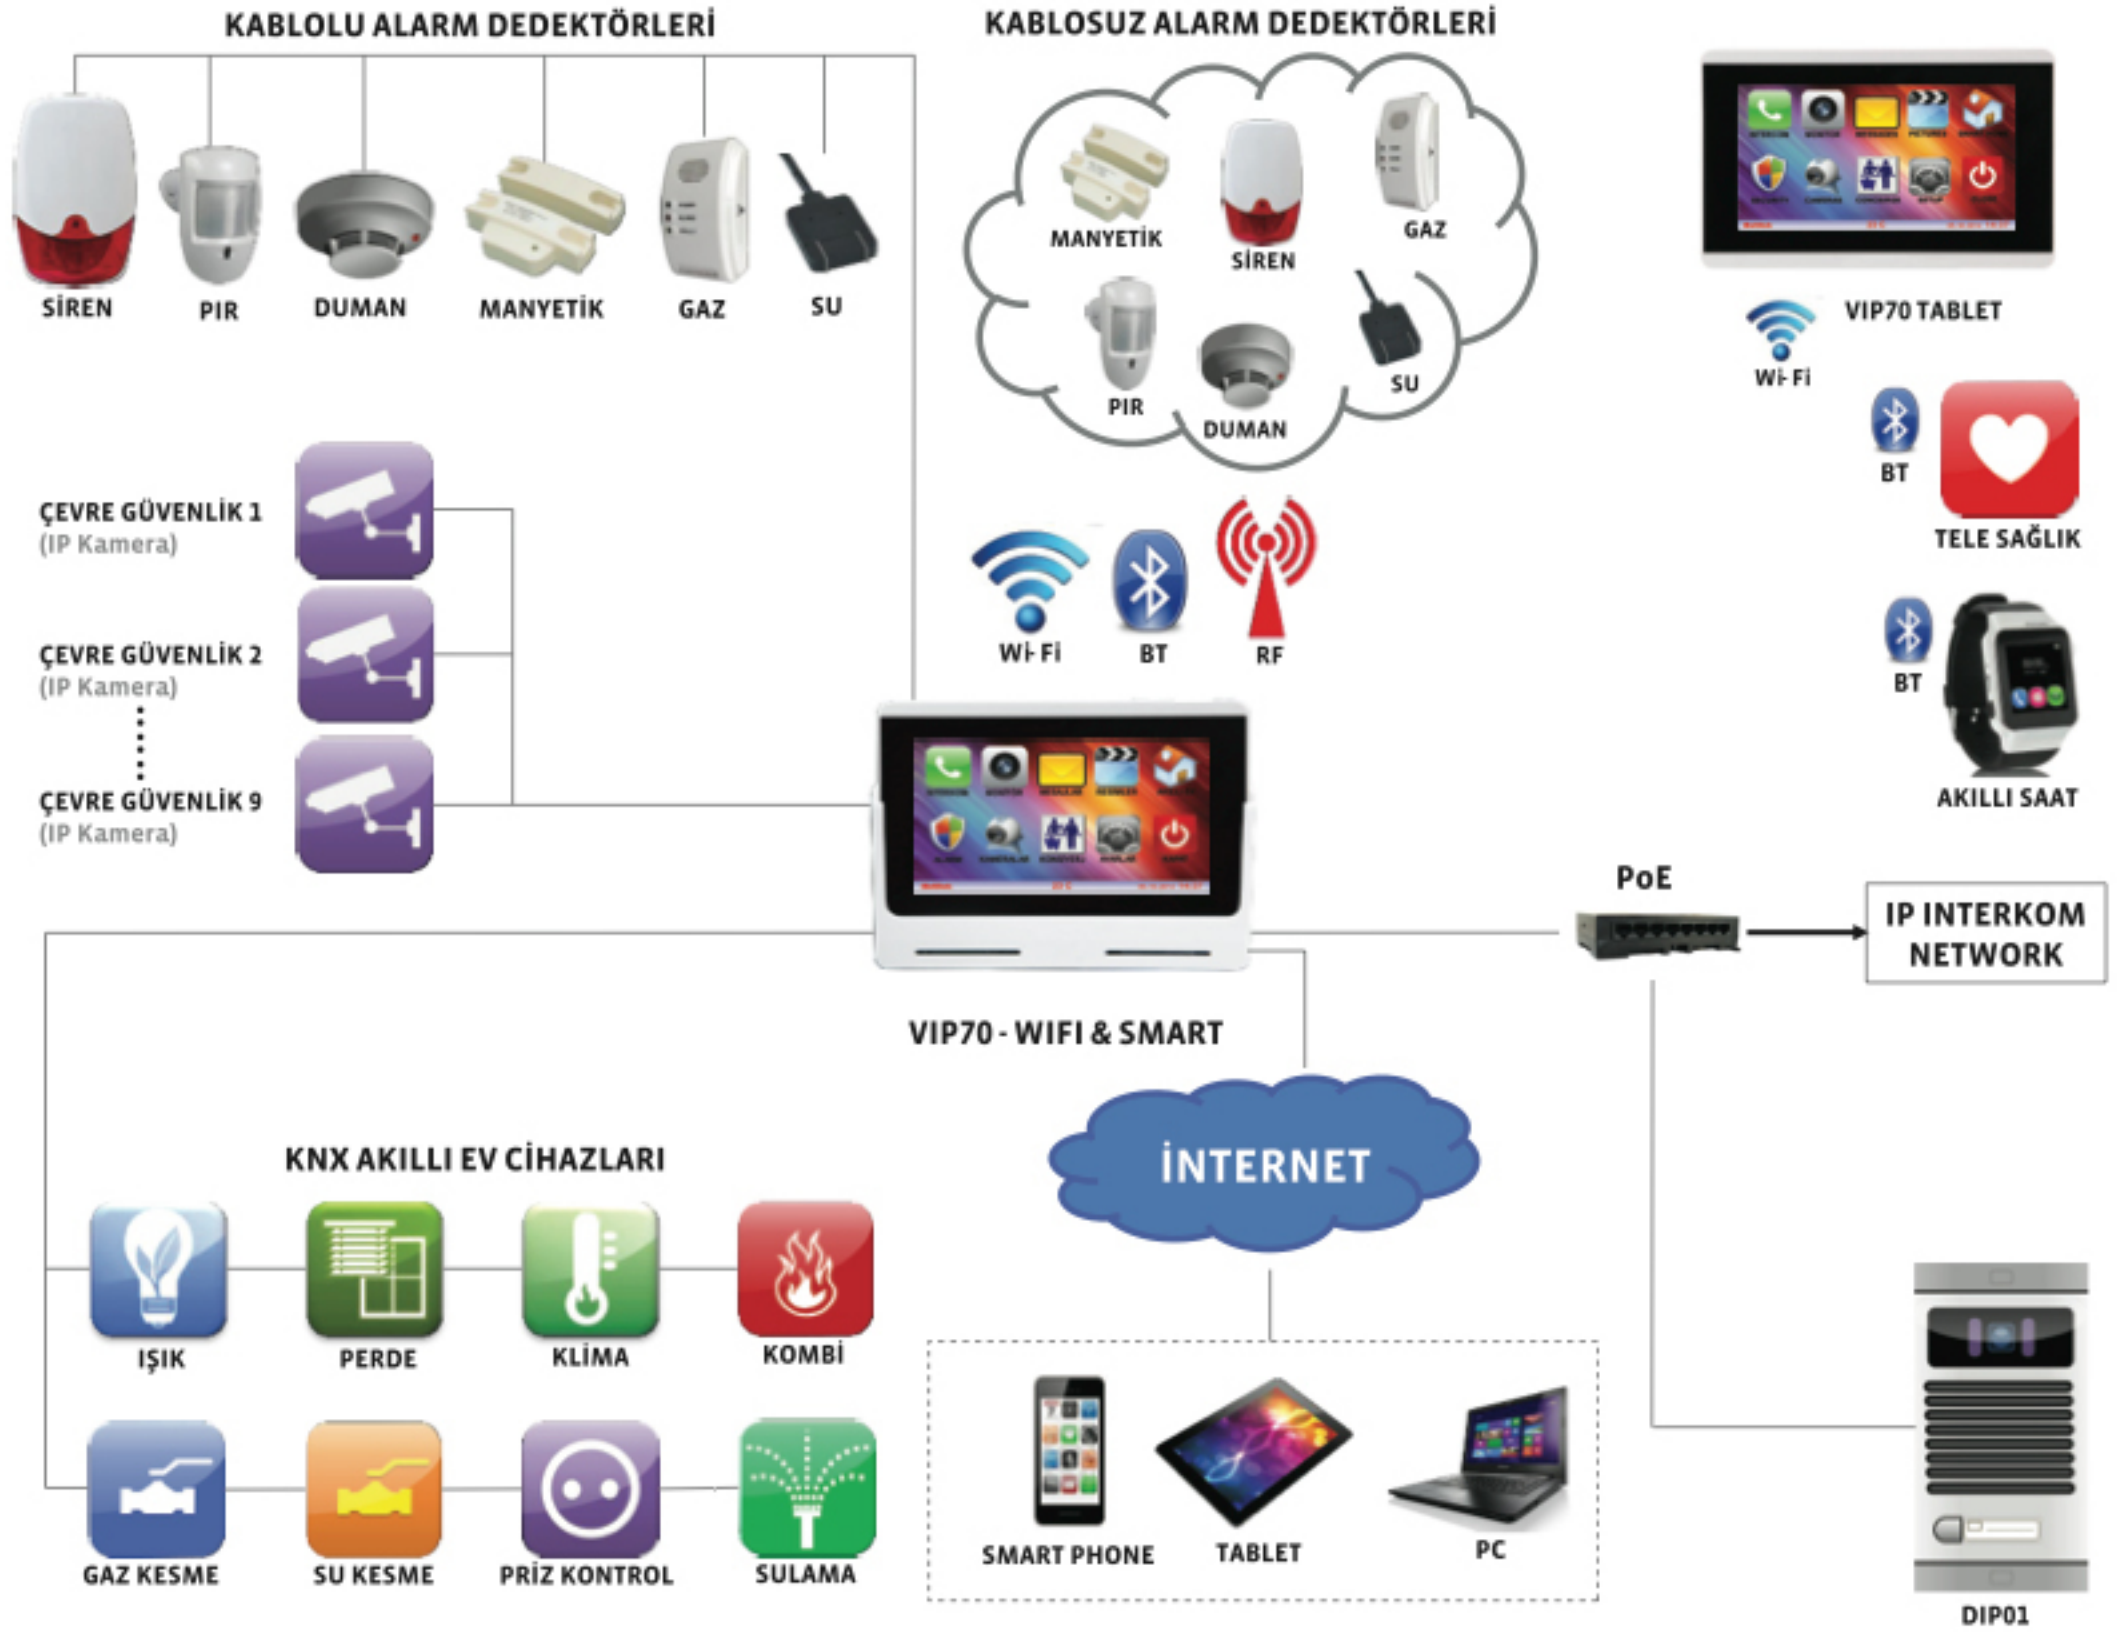 KABLOLU ALARM DEDEKTÖRLERİ
SİREN
PIR
DUMAN
MANYETİK
GAZ
SU
KABLOSUZ ALARM DEDEKTÖRLERİ
MANYETİK
SİREN
GAZ
PIR
DUMAN
SU
VIP70 TABLET
Wi-Fi
BT
TELE SAĞLIK
BT
AKILLI SAAT
ÇEVRE GÜVENLİK 1
(IP Kamera)
ÇEVRE GÜVENLİK 2
(IP Kamera)
ÇEVRE GÜVENLİK 9
(IP Kamera)
Wi-Fi
BT
RF
VIP70 - WIFI & SMART
PoE
IP INTERKOM
NETWORK
İNTERNET
KNX AKILLI EV CİHAZLARI
IŞIK
PERDE
KLİMA
KOMBİ
GAZ KESME
SU KESME
PRİZ KONTROL
SULAMA
SMART PHONE
TABLET
PC
DIP01